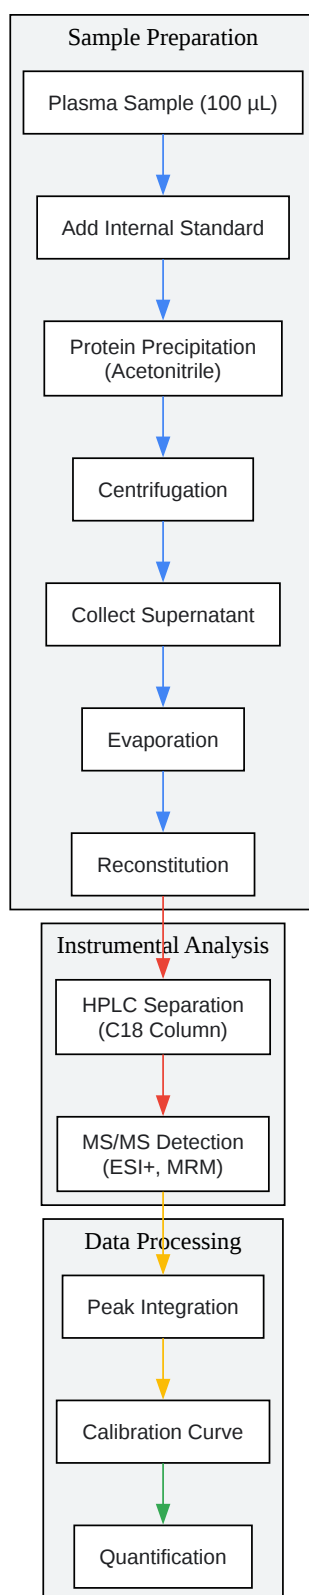 Sample Preparation
Plasma Sample (100 µL)
Add Internal Standard
Protein Precipitation
(Acetonitrile)
Centrifugation
Collect Supernatant
Evaporation
Reconstitution
Instrumental Analysis
HPLC Separation
(C18 Column)
MS/MS Detection
(ESI+, MRM)
Data Processing
Peak Integration
Calibration Curve
Quantification